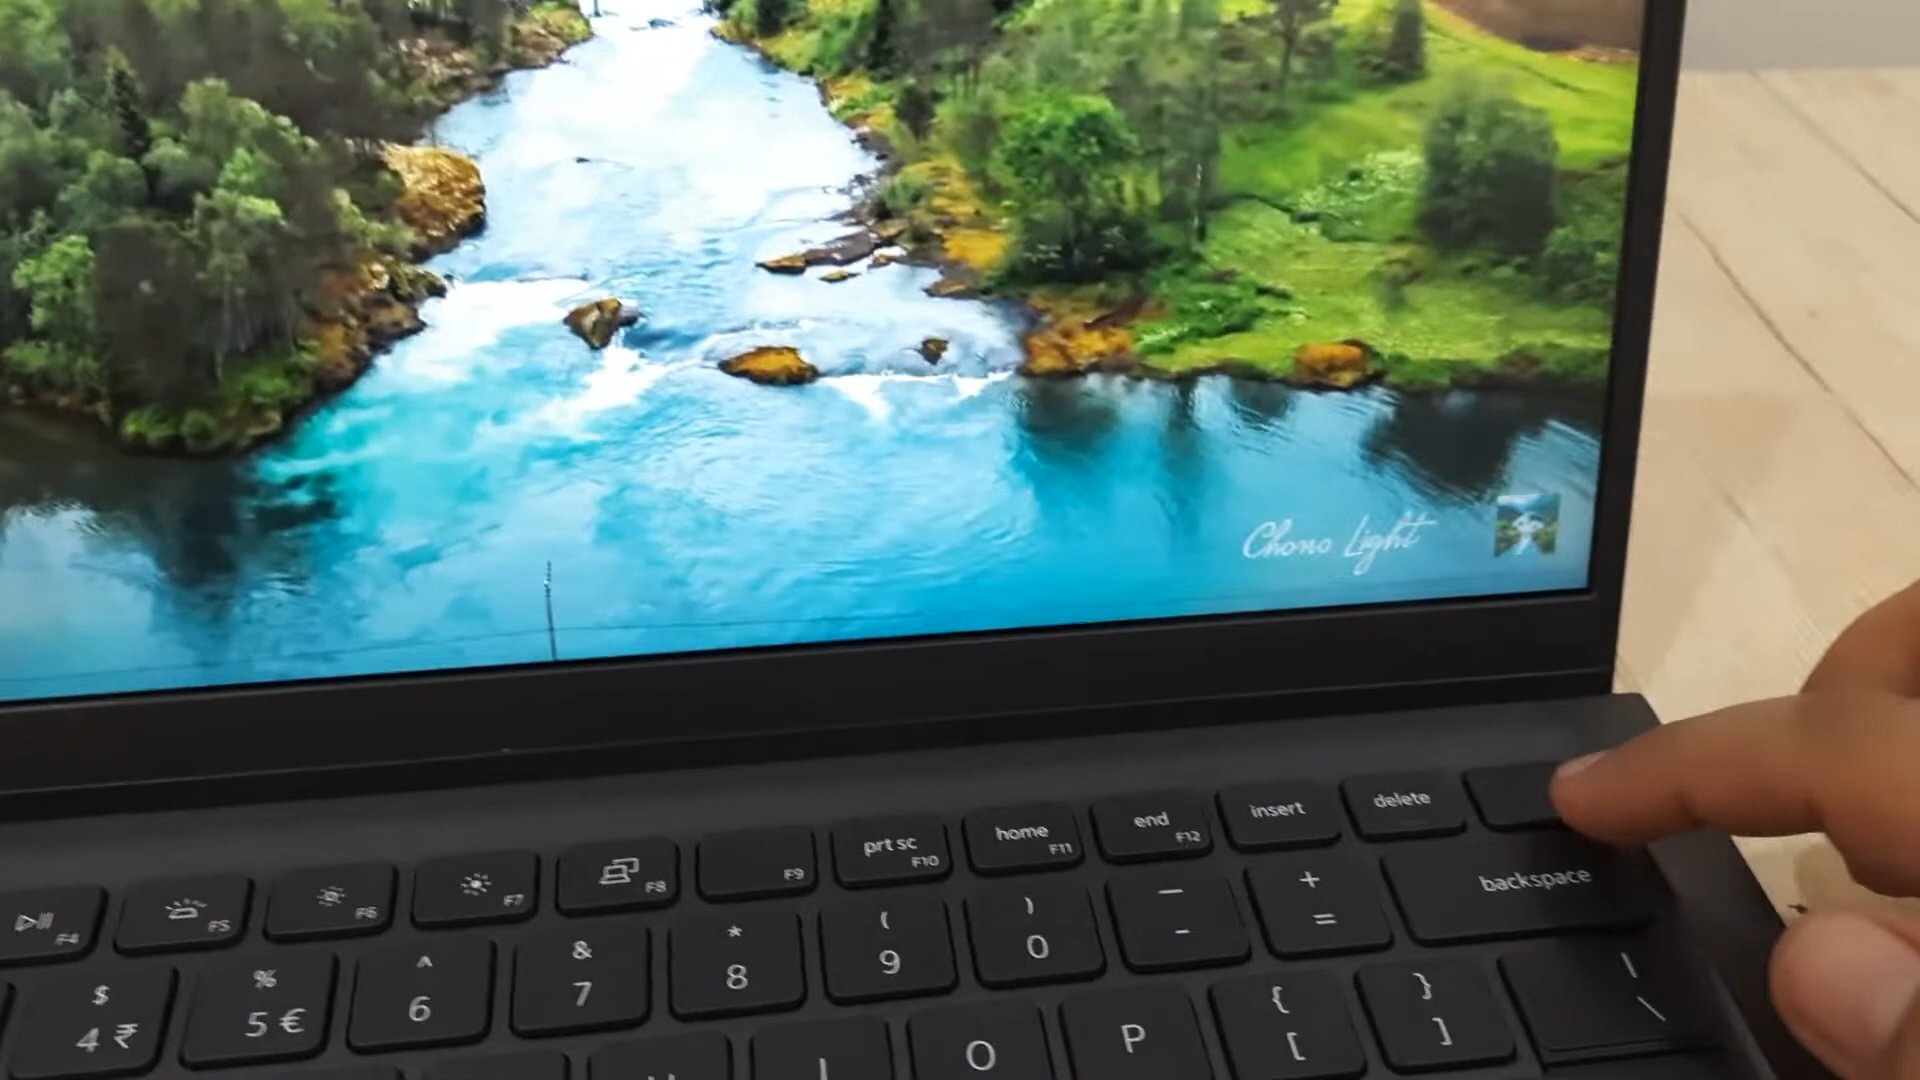 Chono Light
F4
F5
F6
F7
F8
F9
prt sc F10
home F11
end F12
insert
delete
$ 4 ₹
% 5 €
^ 6
& 7
* 8
( 9
) 0
_ -
+ =
backspace
O
P
{ [
} ]
| \